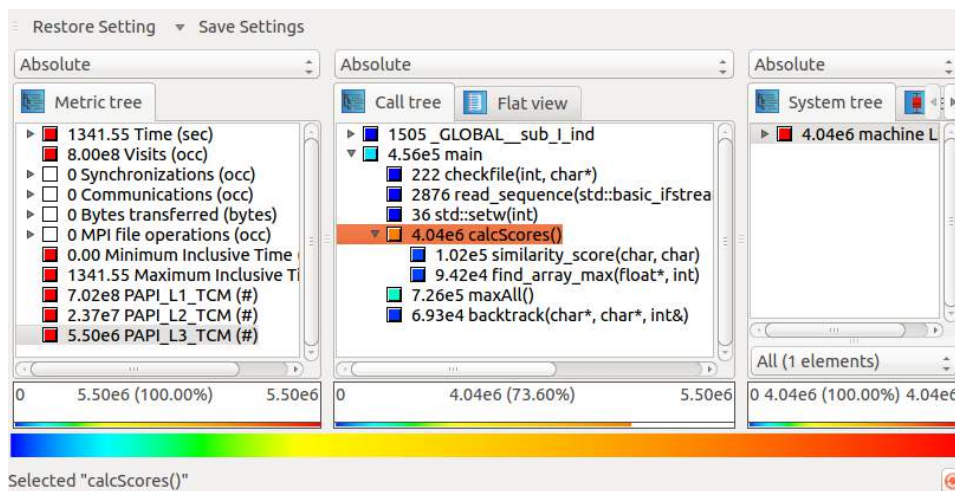 Restore Setting Save Settings
Absolute
Metric tree
1341.55 Time (sec)
8.00e8 Visits (occ)
0 Synchronizations (occ)
0 Communications (occ)
0 Bytes transferred (bytes)
0 MPI file operations (occ)
0.00 Minimum Inclusive Time (
1341.55 Maximum Inclusive Ti
7.02e8 PAPI_L1_TCM (#)
2.37e7 PAPI_L2_TCM (#)
5.50e6 PAPI_L3_TCM (#)
0 5.50e6 (100.00%) 5.50e6
Absolute
Call tree Flat view
1505 _GLOBAL__sub_I_ind
4.56e5 main
222 checkfile(int, char*)
2876 read_sequence(std::basic_ifstrea
36 std::setw(int)
4.04e6 calcScores()
1.02e5 similarity_score(char, char)
9.42e4 find_array_max(float*, int)
7.26e5 maxAll()
6.93e4 backtrack(char*, char*, int&)
0 4.04e6 (73.60%) 5.50e6
Absolute
System tree
4.04e6 machine Li
All (1 elements)
0 4.04e6 (100.00%) 4.04e6
Selected "calcScores()"